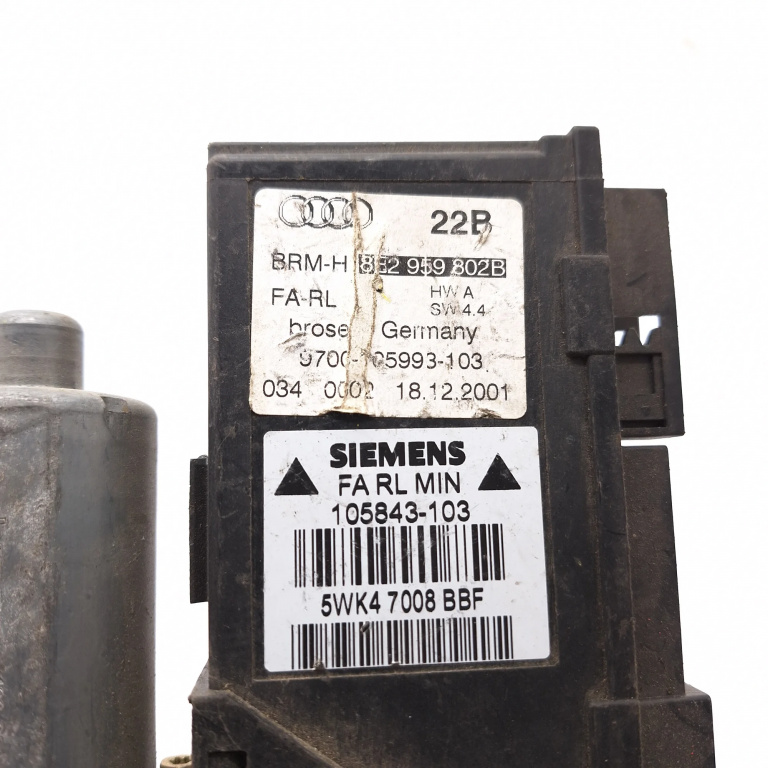 22B
BRM-H 8E2 959 802B
FA-RL HW A
SW 4.4
brose Germany
9700-105993-103
034 0002 18.12.2001
SIEMENS
FA RL MIN
105843-103
5WK4 7008 BBF